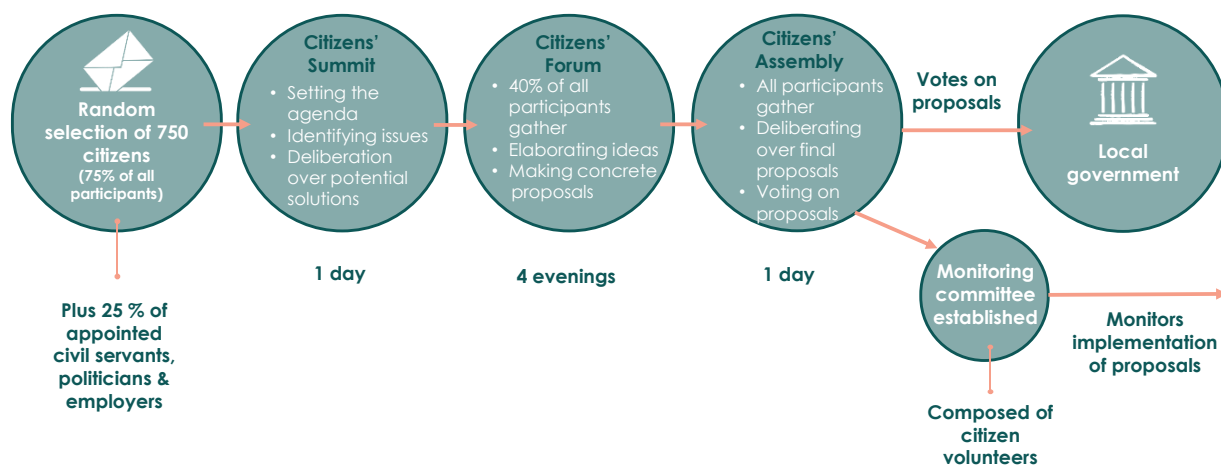 Random
selection of 750
citizens
(75% of all
participants)
Plus 25 % of
appointed
civil servants,
politicians &
employers
Citizens’
Summit
• Setting the
agenda
• Identifying issues
• Deliberation
over potential
solutions
1 day
Citizens’
Forum
• 40% of all
participants
gather
• Elaborating ideas
• Making concrete
proposals
4 evenings
Citizens’
Assembly
• All participants
gather
• Deliberating
over final
proposals
• Voting on
proposals
1 day
Votes on
proposals
Local
government
Monitoring
committee
established
Monitors
implementation
of proposals
Composed of
citizen
volunteers